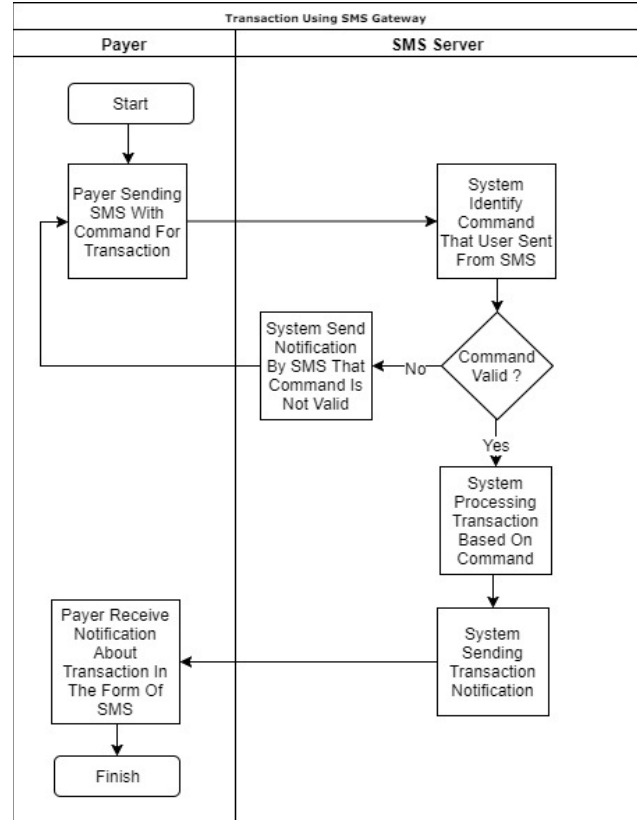 Transaction Using SMS Gateway
Payer
SMS Server
Start
Payer Sending
SMS With
Command For
Transaction
System
Identify
Command
That User Sent
From SMS
Command
Valid ?
No
System Send
Notification
By SMS That
Command Is
Not Valid
Yes
System
Processing
Transaction
Based On
Command
System
Sending
Transaction
Notification
Payer Receive
Notification
About
Transaction In
The Form Of
SMS
Finish